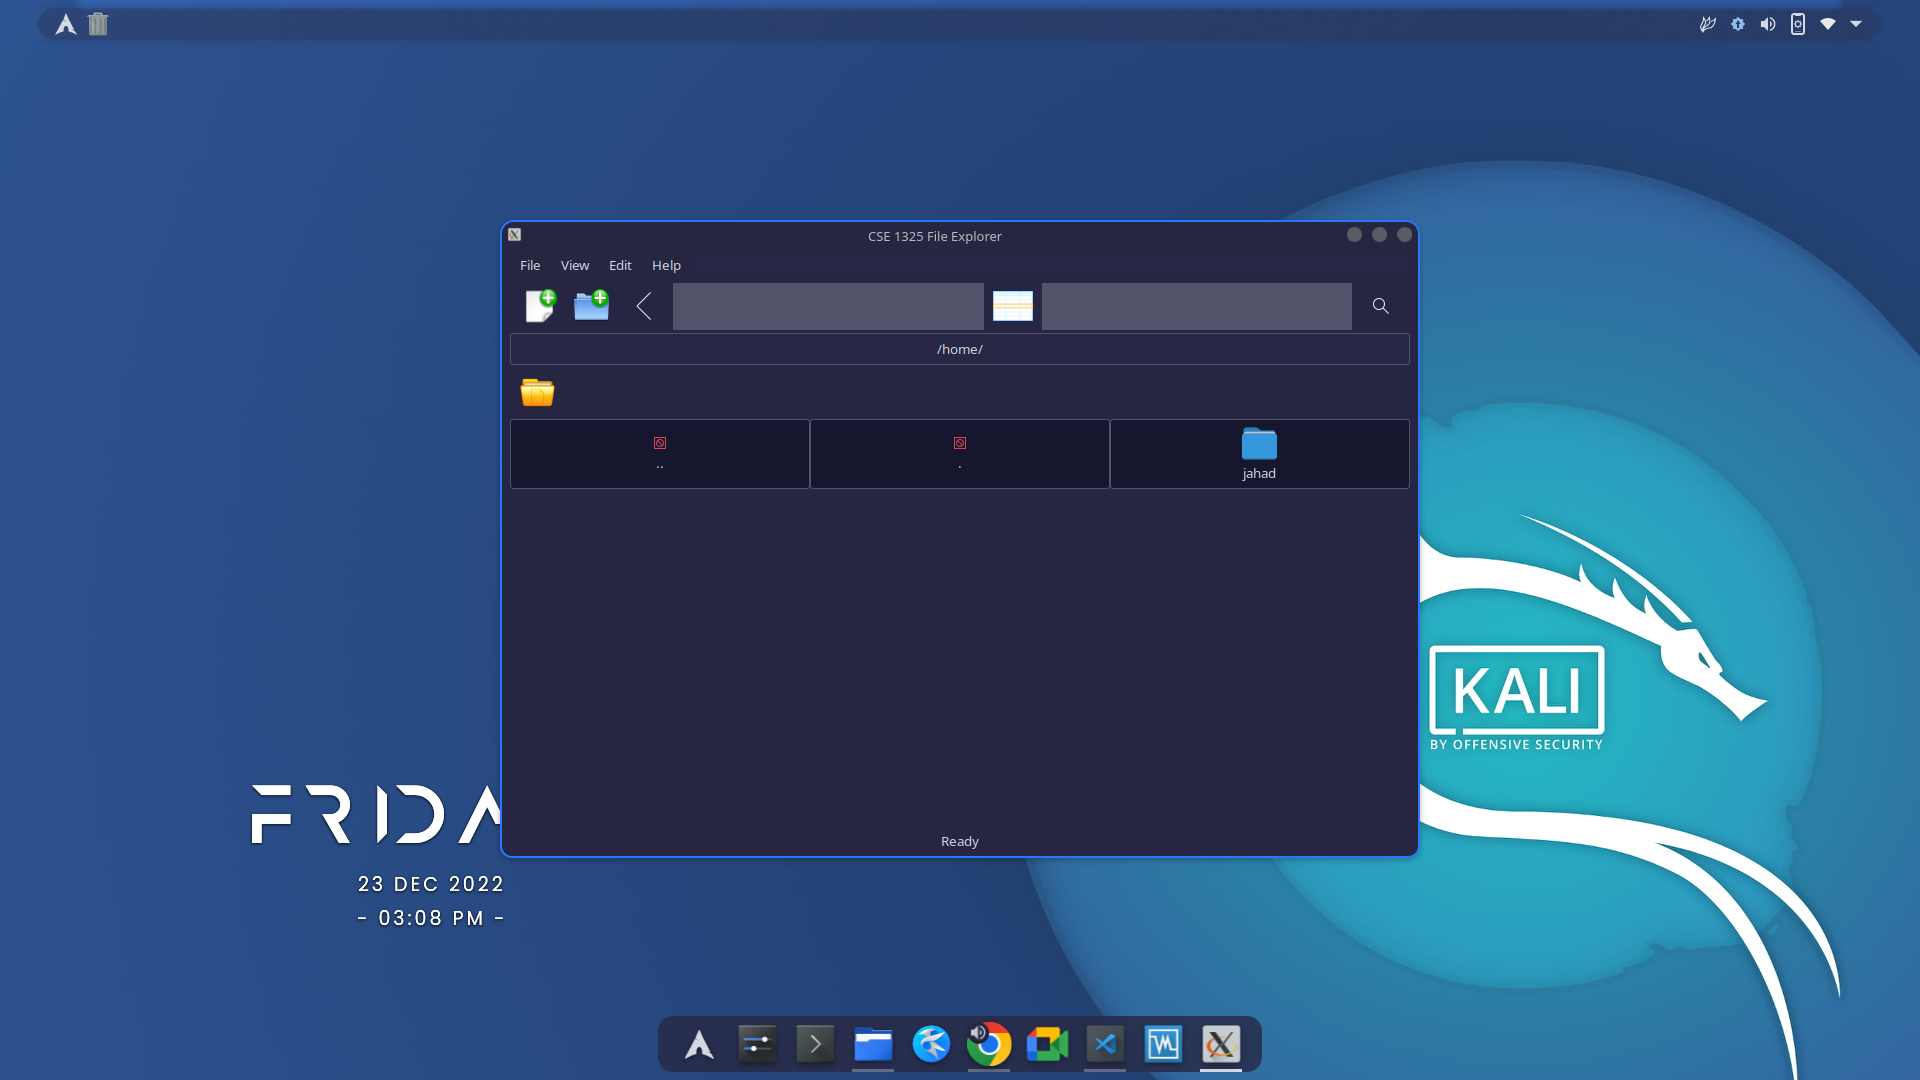 CSE 1325 File Explorer
File View Edit Help
/home/
.. . jahad
KALI
BY OFFENSIVE SECURITY
FRIDA
23 DEC 2022
- 03:08 PM -
Ready